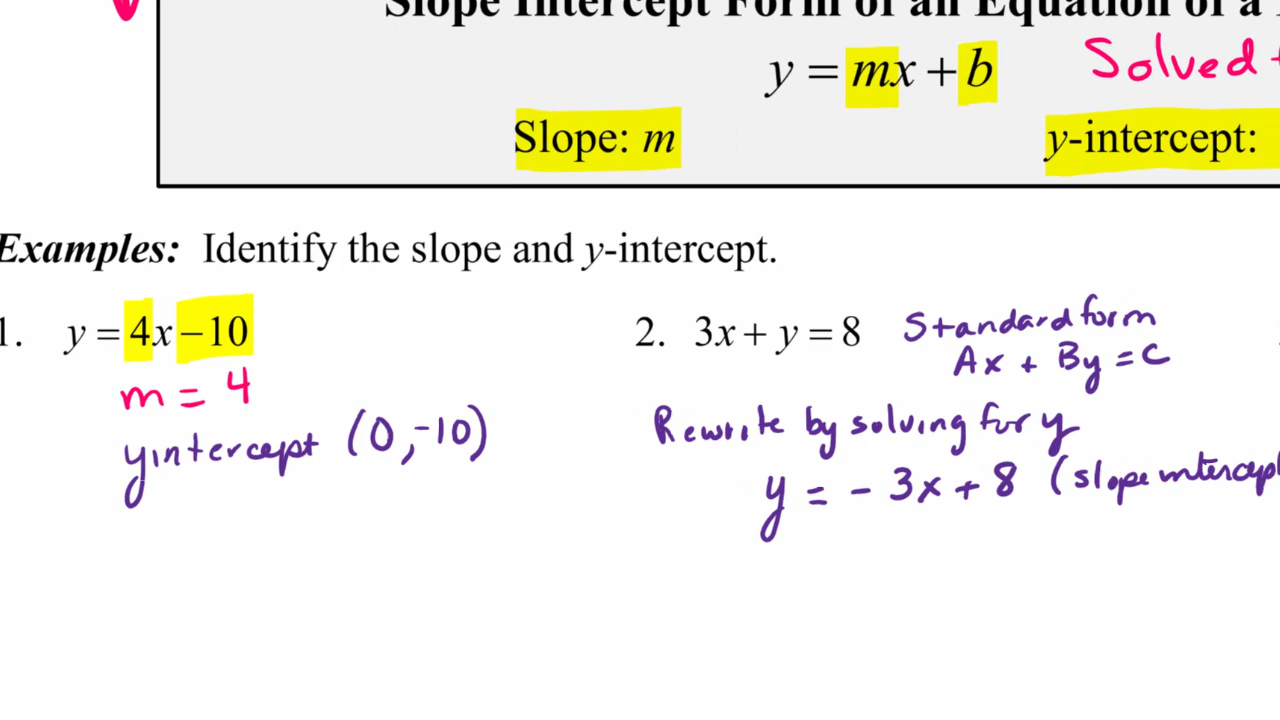 Slope Intercept Form of an Equation of a
y = mx + b
Solved
Slope: m
y-intercept:
Examples: Identify the slope and y-intercept.
1. y = 4x – 10
m = 4
y intercept (0, -10)
2. 3x + y = 8
Standard form
Ax + By = C
Rewrite by solving for y
y = - 3x + 8 (slope intercept